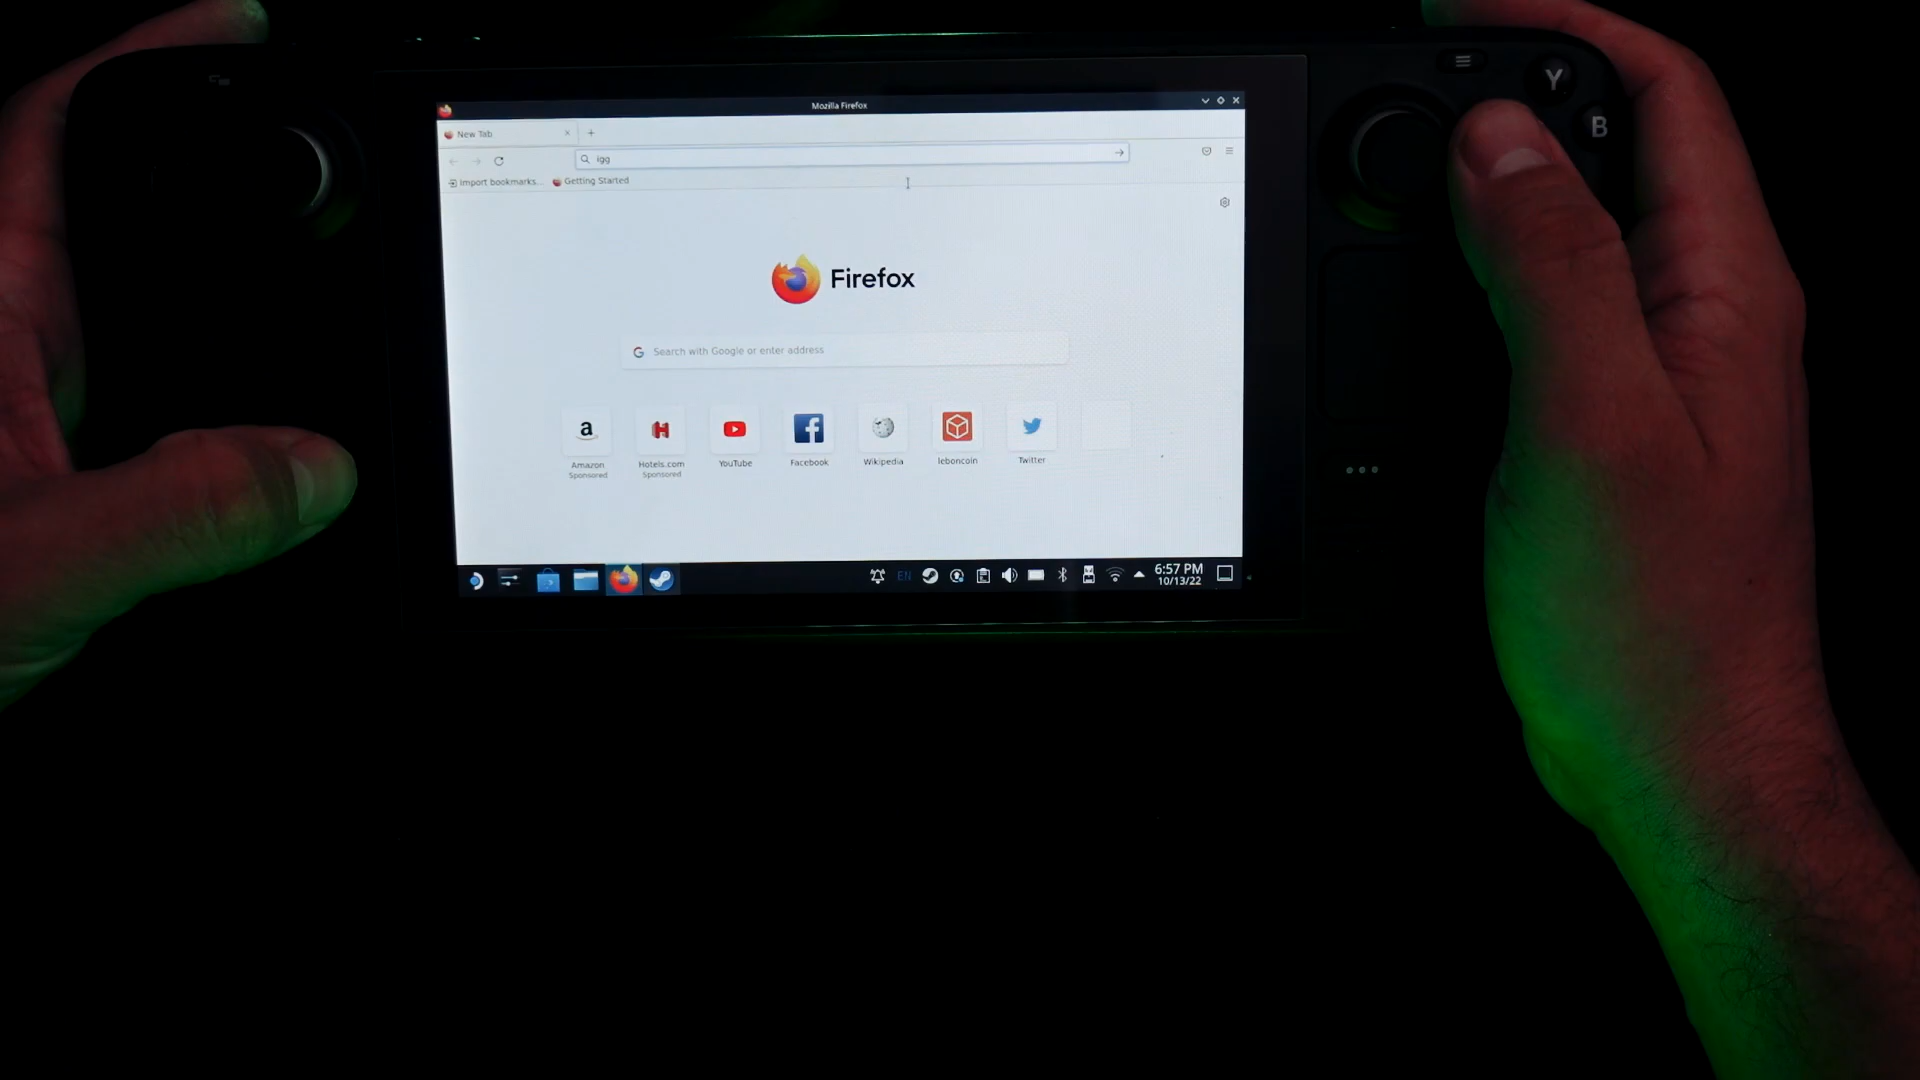 Mozilla Firefox
New Tab
igg
Import bookmarks...
Getting Started
Firefox
Search with Google or enter address
a
Amazon
Sponsored
Hotels.com
Sponsored
YouTube
Facebook
Wikipedia
leboncoin
Twitter
EN
6:57 PM
10/13/22
Y
B